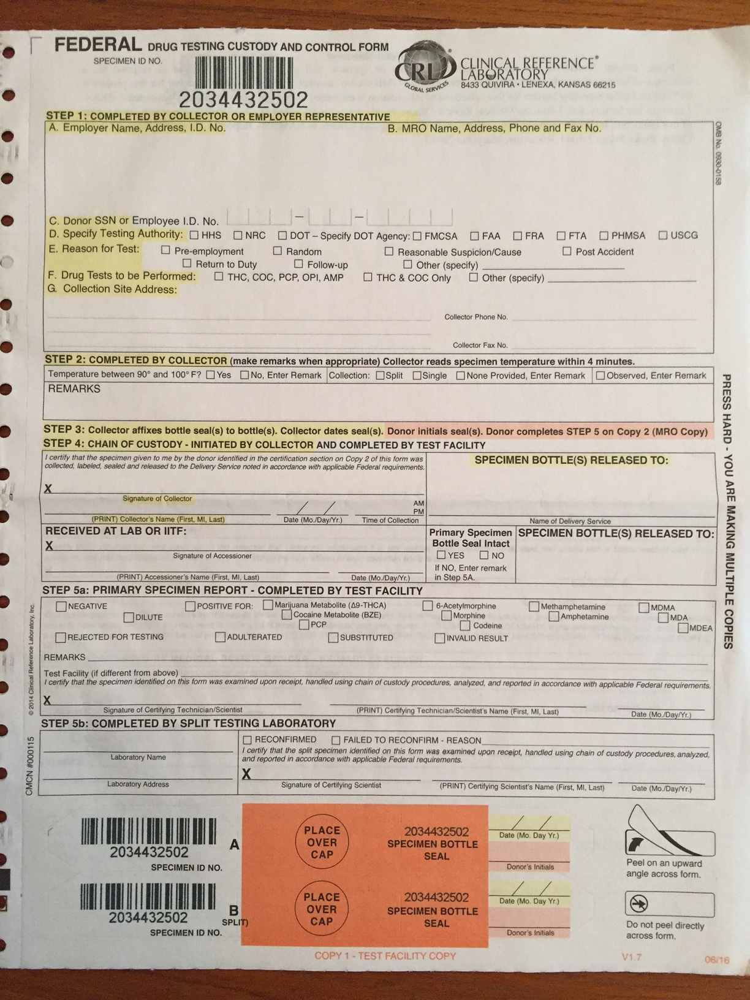 FEDERAL DRUG TESTING CUSTODY AND CONTROL FORM
SPECIMEN ID NO.
2034432502
CRL®
GLOBAL SERVICES
CLINICAL REFERENCE®
LABORATORY
8433 QUIVIRA • LENEXA, KANSAS 66215
STEP 1: COMPLETED BY COLLECTOR OR EMPLOYER REPRESENTATIVE
A. Employer Name, Address, I.D. No.
B. MRO Name, Address, Phone and Fax No.
OMB No. 0930-0158
C. Donor SSN or Employee I.D. No. – –
D. Specify Testing Authority: HHS NRC DOT – Specify DOT Agency: FMCSA FAA FRA FTA PHMSA USCG
E. Reason for Test: Pre-employment Random Reasonable Suspicion/Cause Post Accident
Return to Duty Follow-up Other (specify)
F. Drug Tests to be Performed: THC, COC, PCP, OPI, AMP THC & COC Only Other (specify)
G. Collection Site Address:
Collector Phone No.
Collector Fax No.
STEP 2: COMPLETED BY COLLECTOR (make remarks when appropriate) Collector reads specimen temperature within 4 minutes.
Temperature between 90° and 100° F? Yes No, Enter Remark Collection: Split Single None Provided, Enter Remark Observed, Enter Remark
REMARKS
STEP 3: Collector affixes bottle seal(s) to bottle(s). Collector dates seal(s). Donor initials seal(s). Donor completes STEP 5 on Copy 2 (MRO Copy)
STEP 4: CHAIN OF CUSTODY - INITIATED BY COLLECTOR AND COMPLETED BY TEST FACILITY
I certify that the specimen given to me by the donor identified in the certification section on Copy 2 of this form was
collected, labeled, sealed and released to the Delivery Service noted in accordance with applicable Federal requirements.
SPECIMEN BOTTLE(S) RELEASED TO:
X
Signature of Collector
AM
PM
/ /
(PRINT) Collector's Name (First, MI, Last) Date (Mo./Day/Yr.) Time of Collection
Name of Delivery Service
RECEIVED AT LAB OR IITF:
X
Signature of Accessioner
(PRINT) Accessioner's Name (First, MI, Last) Date (Mo./Day/Yr.)
Primary Specimen
Bottle Seal Intact
YES NO
If NO, Enter remark
in Step 5A.
SPECIMEN BOTTLE(S) RELEASED TO:
PRESS HARD - YOU ARE MAKING MULTIPLE COPIES
STEP 5a: PRIMARY SPECIMEN REPORT - COMPLETED BY TEST FACILITY
NEGATIVE POSITIVE FOR: Marijuana Metabolite (Δ9-THCA) 6-Acetylmorphine Methamphetamine MDMA
DILUTE Cocaine Metabolite (BZE) Morphine Amphetamine MDA
PCP Codeine MDEA
REJECTED FOR TESTING ADULTERATED SUBSTITUTED INVALID RESULT
REMARKS
Test Facility (if different from above)
I certify that the specimen identified on this form was examined upon receipt, handled using chain of custody procedures, analyzed, and reported in accordance with applicable Federal requirements.
X
Signature of Certifying Technician/Scientist (PRINT) Certifying Technician/Scientist's Name (First, MI, Last) Date (Mo./Day/Yr.)
© 2014 Clinical Reference Laboratory, Inc.
STEP 5b: COMPLETED BY SPLIT TESTING LABORATORY
Laboratory Name
Laboratory Address
RECONFIRMED FAILED TO RECONFIRM - REASON
I certify that the split specimen identified on this form was examined upon receipt, handled using chain of custody procedures, analyzed,
and reported in accordance with applicable Federal requirements.
X
Signature of Certifying Scientist (PRINT) Certifying Scientist's Name (First, MI, Last) Date (Mo./Day/Yr.)
CMCN #000115
2034432502
SPECIMEN ID NO.
A
PLACE
OVER
CAP
2034432502
SPECIMEN BOTTLE
SEAL
/ /
Date (Mo. Day Yr.)
Donor's Initials
2034432502
SPECIMEN ID NO.
B
SPLIT)
PLACE
OVER
CAP
2034432502
SPECIMEN BOTTLE
SEAL
/ /
Date (Mo. Day Yr.)
Donor's Initials
Peel on an upward
angle across form.
Do not peel directly
across form.
COPY 1 - TEST FACILITY COPY
V1.7
06/16